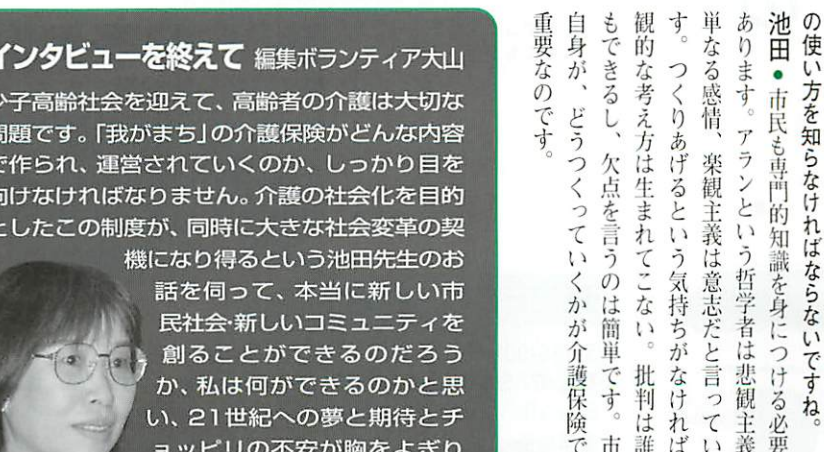 の使い方を知らなければならないですね。
池田●市民も専門的知識を身につける必要
あります。アランという哲学者は悲観主義
単なる感情、楽観主義は意志だと言ってい
す。つくりあげるという気持ちがなければ
観的な考え方は生まれてこない。批判は誰
もできるし、欠点を言うのは簡単です。市
自身が、どうつくっていくかが介護保険で
重要なのです。
インタビューを終えて 編集ボランティア大山
少子高齢社会を迎えて、高齢者の介護は大切な
問題です。「我がまち」の介護保険がどんな内容
で作られ、運営されていくのか、しっかり目を
向けなければなりません。介護の社会化を目的
としたこの制度が、同時に大きな社会変革の契
機になり得るという池田先生のお
話を伺って、本当に新しい市
民社会・新しいコミュニティを
創ることができるのだろう
か、私は何ができるのかと思
い、21世紀への夢と期待とチ
ョッピリの不安が胸をよぎり